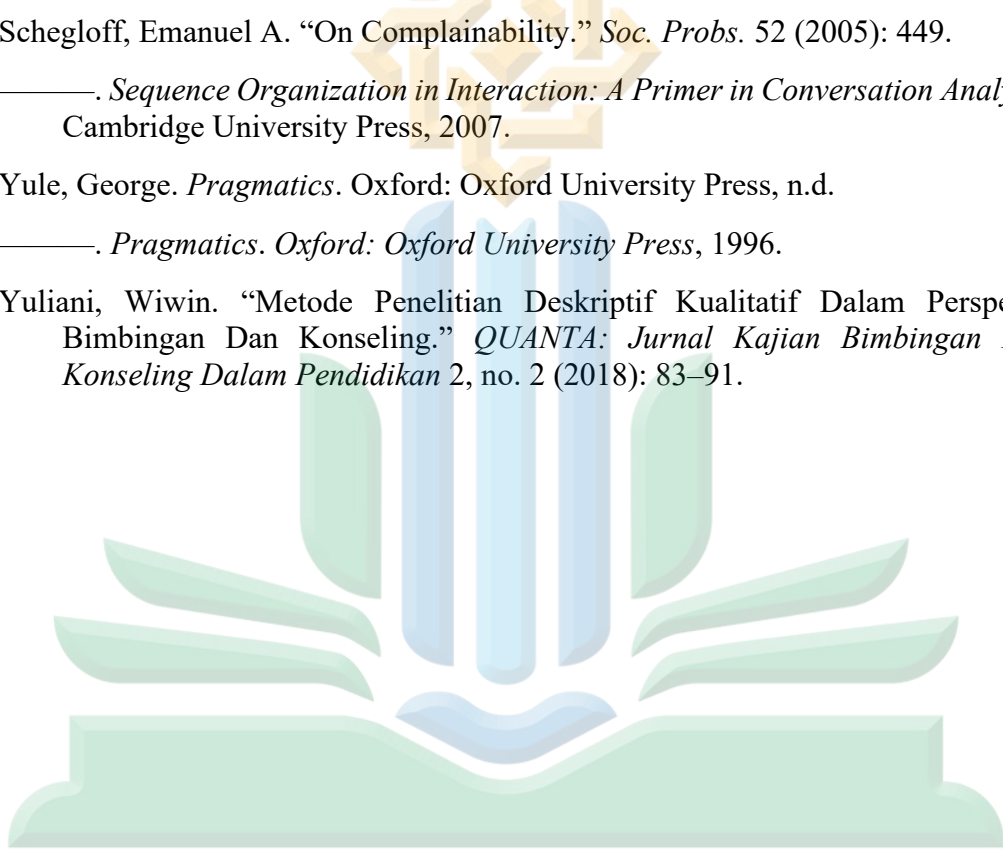 Schegloff, Emanuel A. “On Complainability.” Soc. Probs. 52 (2005): 449.
———. Sequence Organization in Interaction: A Primer in Conversation
Cambridge University Press, 2007.
Yule, George. Pragmatics. Oxford: Oxford University Press, n.d.
———. Pragmatics. Oxford: Oxford University Press, 1996.
Yuliani, Wiwin. “Metode Penelitian Deskriptif Kualitatif Dalam
Bimbingan Dan Konseling.” QUANTA: Jurnal Kajian Bimbingan
Konseling Dalam Pendidikan 2, no. 2 (2018): 83–91.